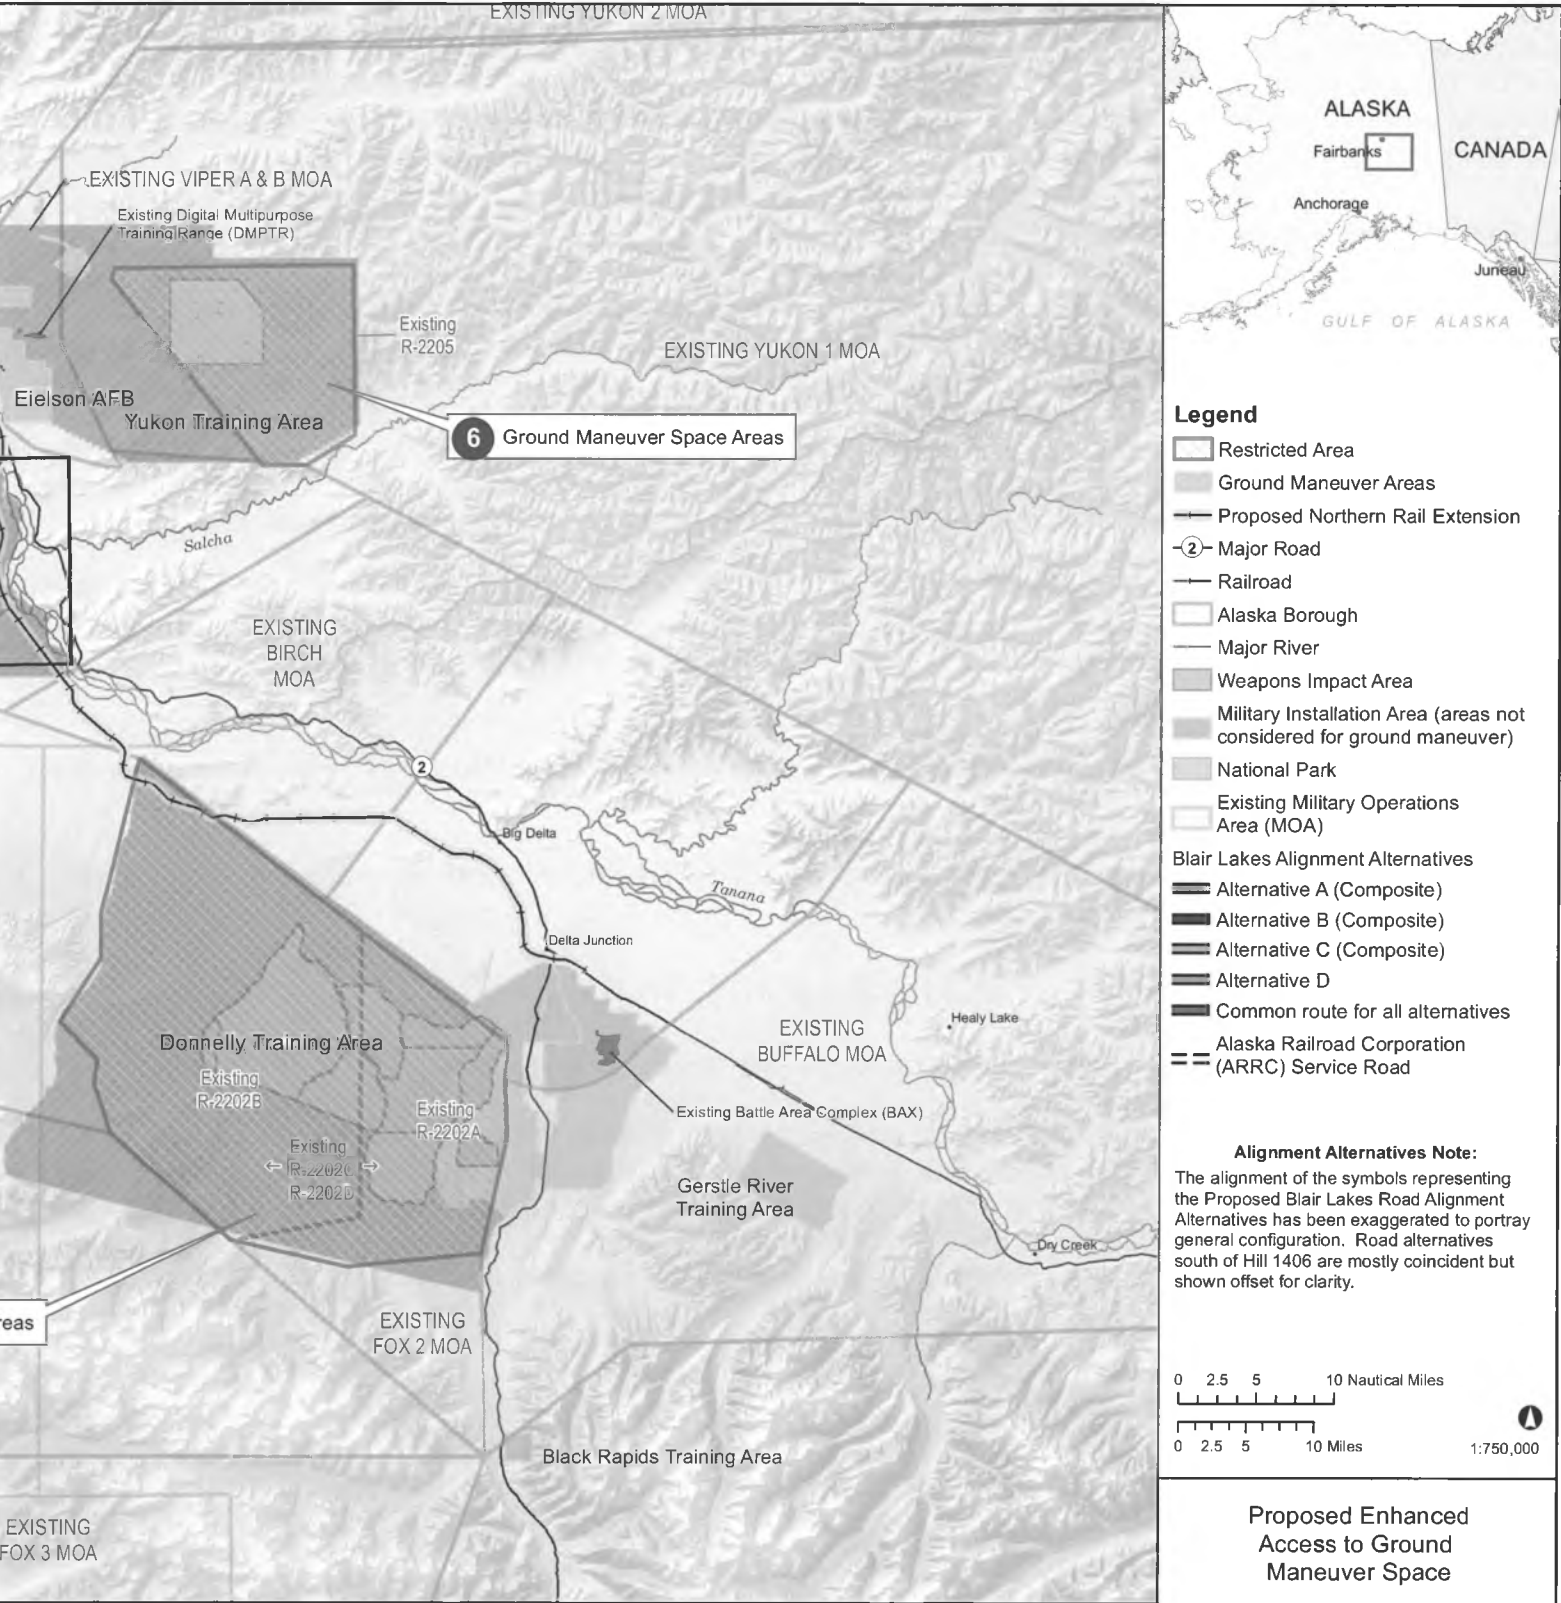 EXISTING YUKON 2 MOA
EXISTING VIPER A & B MOA
Existing Digital Multipurpose
Training Range (DMPTR)
Existing
R-2205
EXISTING YUKON 1 MOA
Eielson AFB
Yukon Training Area
6 Ground Maneuver Space Areas
Salcha
EXISTING
BIRCH
MOA
2
Big Delta
Tanana
Delta Junction
Healy Lake
EXISTING
BUFFALO MOA
Donnelly Training Area
Existing
R-2202B
Existing
R-2202A
Existing
R-2202C
R-2202D
Existing Battle Area Complex (BAX)
Gerstle River
Training Area
Dry Creek
reas
EXISTING
FOX 2 MOA
Black Rapids Training Area
EXISTING
FOX 3 MOA
ALASKA
Fairbanks
CANADA
Anchorage
Juneau
GULF OF ALASKA
Legend
Restricted Area
Ground Maneuver Areas
Proposed Northern Rail Extension
2 Major Road
Railroad
Alaska Borough
Major River
Weapons Impact Area
Military Installation Area (areas not
considered for ground maneuver)
National Park
Existing Military Operations
Area (MOA)
Blair Lakes Alignment Alternatives
Alternative A (Composite)
Alternative B (Composite)
Alternative C (Composite)
Alternative D
Common route for all alternatives
Alaska Railroad Corporation
(ARRC) Service Road
Alignment Alternatives Note:
The alignment of the symbols representing
the Proposed Blair Lakes Road Alignment
Alternatives has been exaggerated to portray
general configuration. Road alternatives
south of Hill 1406 are mostly coincident but
shown offset for clarity.
0 2.5 5 10 Nautical Miles
0 2.5 5 10 Miles
1:750,000
Proposed Enhanced
Access to Ground
Maneuver Space